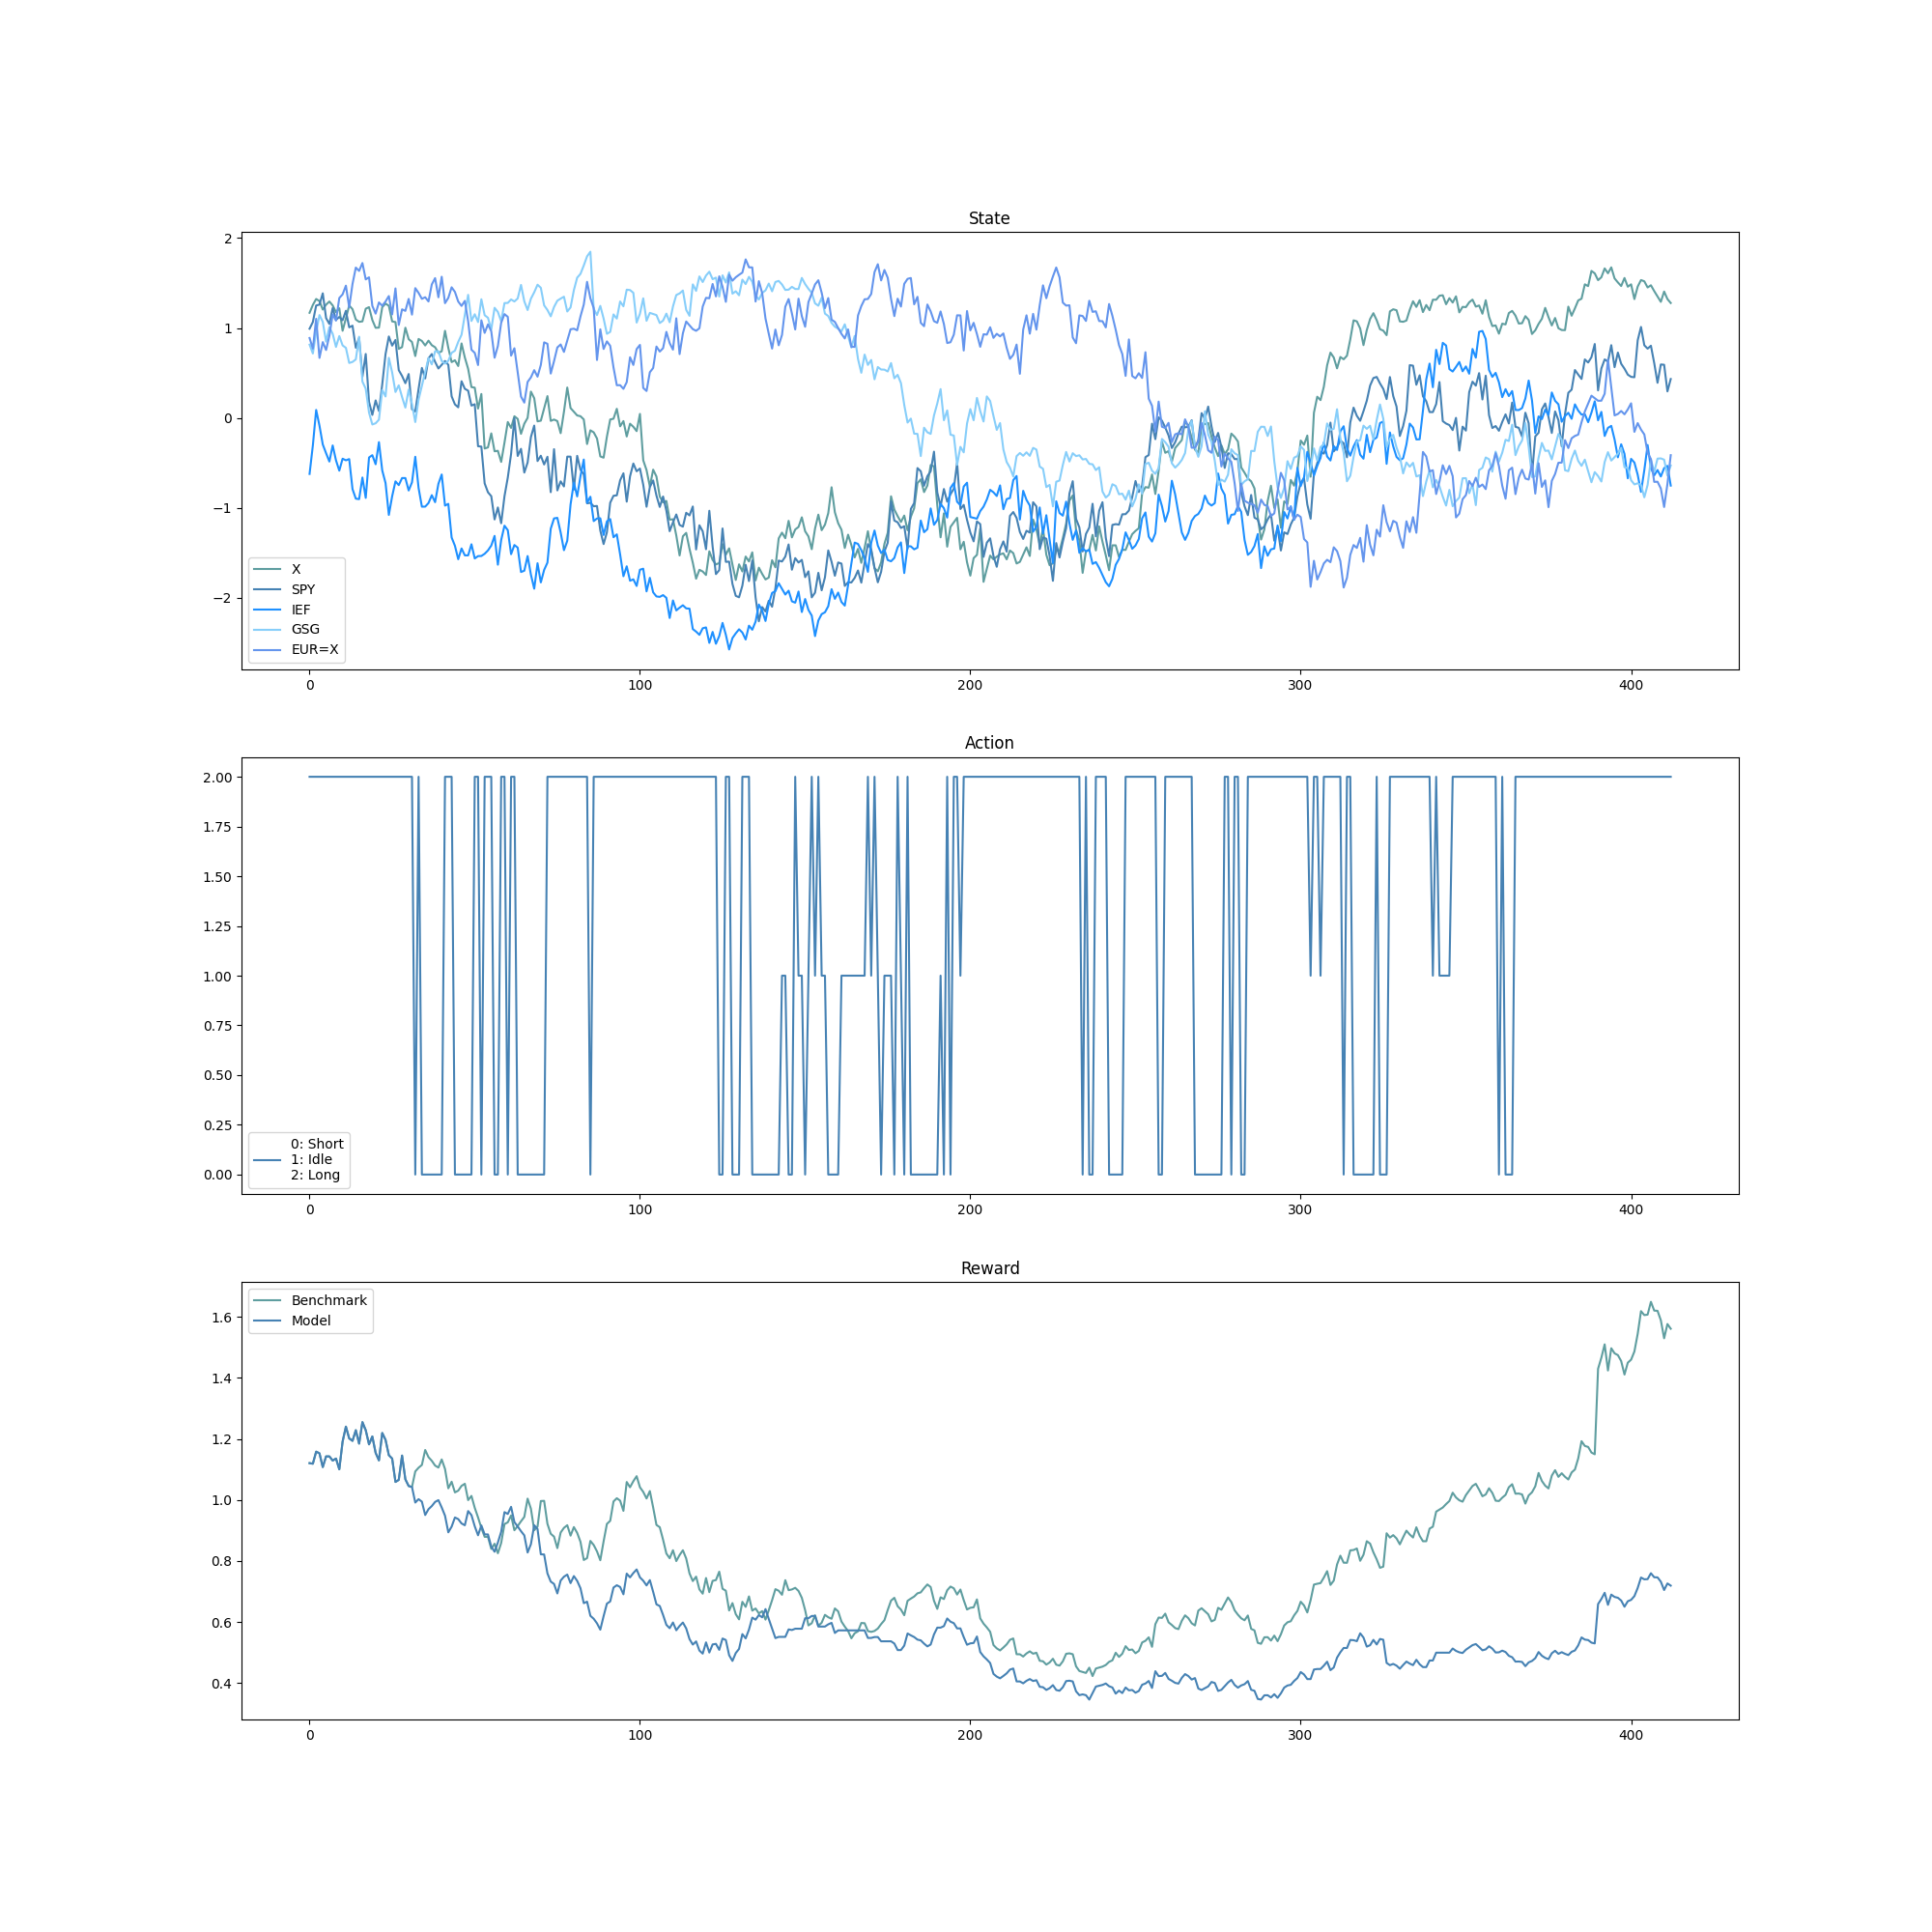 State
2
1
0
−1
−2
X
SPY
IEF
GSG
EUR=X
0 100 200 300 400
Action
2.00
1.75
1.50
1.25
1.00
0.75
0.50
0.25
0.00
0: Short
1: Idle
2: Long
0 100 200 300 400
Reward
Benchmark
Model
1.6
1.4
1.2
1.0
0.8
0.6
0.4
0 100 200 300 400